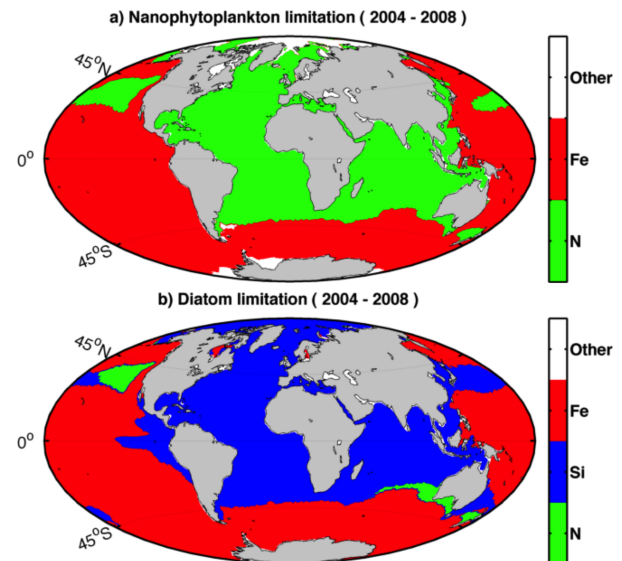 a) Nanophytoplankton limitation ( 2004 - 2008 )
45°N
0°
45°S
Other
Fe
N
b) Diatom limitation ( 2004 - 2008 )
45°N
0°
45°S
Other
Fe
Si
N